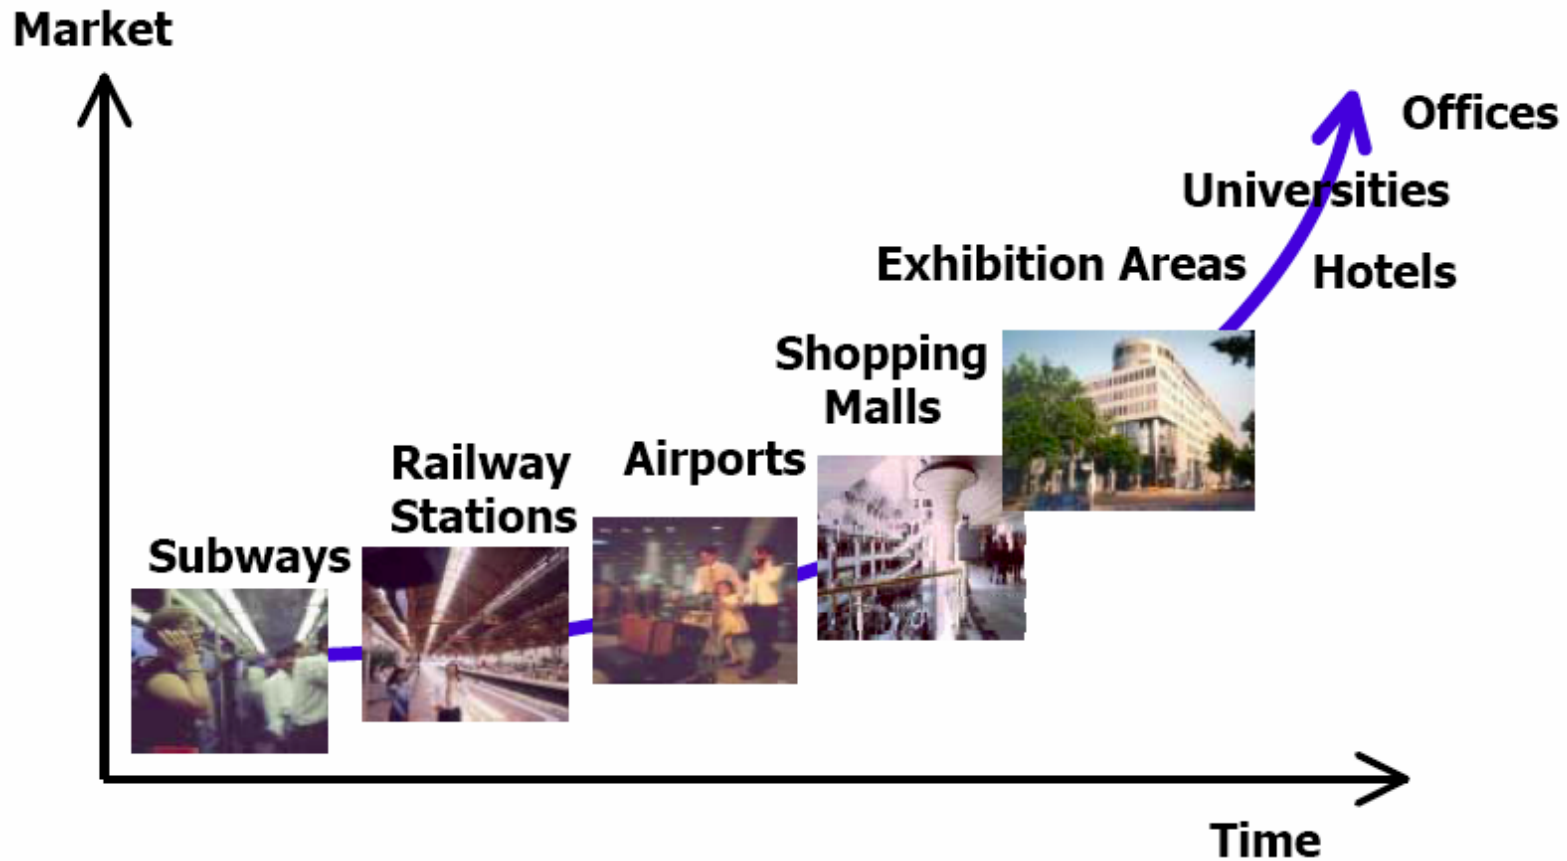 Market
Offices
Universities
Exhibition Areas
Hotels
Shopping
Malls
Railway
Stations
Airports
Subways
Time